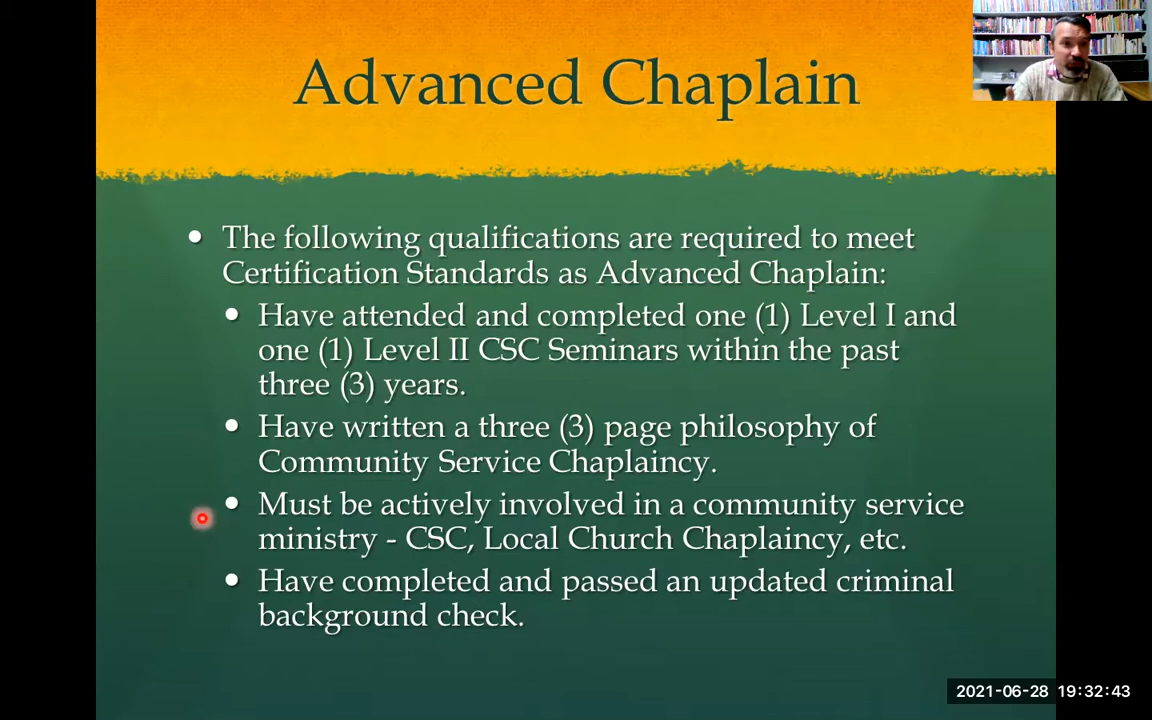 Advanced Chaplain
• The following qualifications are required to meet
Certification Standards as Advanced Chaplain:
• Have attended and completed one (1) Level I and
one (1) Level II CSC Seminars within the past
three (3) years.
• Have written a three (3) page philosophy of
Community Service Chaplaincy.
• Must be actively involved in a community service
ministry - CSC, Local Church Chaplaincy, etc.
• Have completed and passed an updated criminal
background check.
2021-06-28 19:32:43